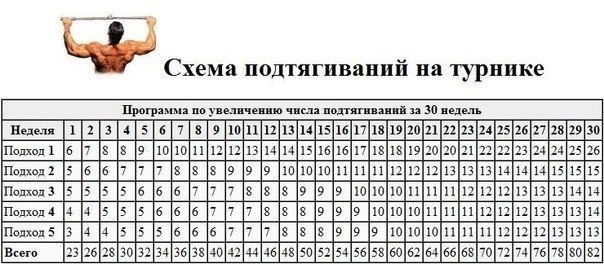 Схема подтягиваний на турнике
Программа по увеличению числа подтягиваний за 30 недель
Неделя 1 2 3 4 5 6 7 8 9 10 11 12 13 14 15 16 17 18 19 20 21 22 23 24 25 26 27 28 29 30
Подход 1 6 7 8 8 9 10 10 11 12 12 13 14 14 15 16 16 17 18 18 19 20 20 21 22 22 23 24 24 25 26
Подход 2 5 6 6 7 7 7 8 8 8 9 9 9 10 10 10 11 11 11 12 12 12 13 13 13 14 14 14 15 15 15
Подход 3 5 5 5 5 6 6 6 7 7 7 8 8 8 9 9 9 10 10 10 11 11 11 12 12 12 13 13 13 14 14
Подход 4 4 4 5 5 5 6 6 6 7 7 7 8 8 8 9 9 9 10 10 10 11 11 11 12 12 12 13 13 13 14
Подход 5 3 4 4 5 5 5 6 6 6 7 7 7 8 8 8 9 9 9 10 10 10 11 11 11 12 12 12 13 13 13
Всего 23 26 28 30 32 34 36 38 40 42 44 46 48 50 52 54 56 58 60 62 64 66 68 70 72 74 76 78 80 82